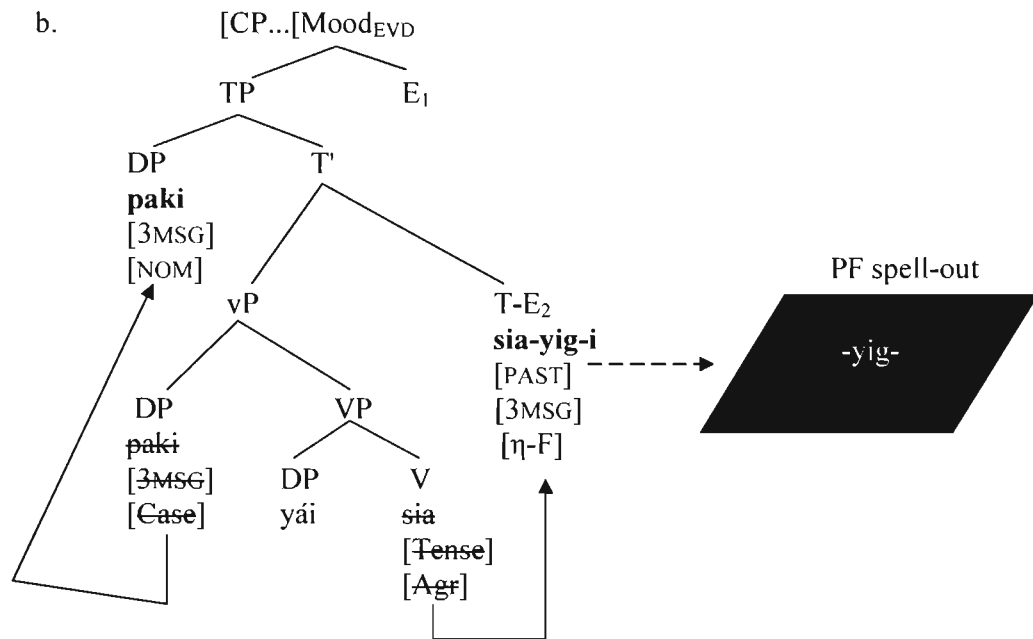 b. [CP...[Mood_EVD
TP E₁
DP T'
paki
[3MSG]
[NOM]
PF spell-out
vP T-E₂
sia-yig-i -yig-
[PAST]
DP VP [3MSG]
paki [η-F]
[3MSG] DP V
[Case] yái sia
[Tense]
[Agr]